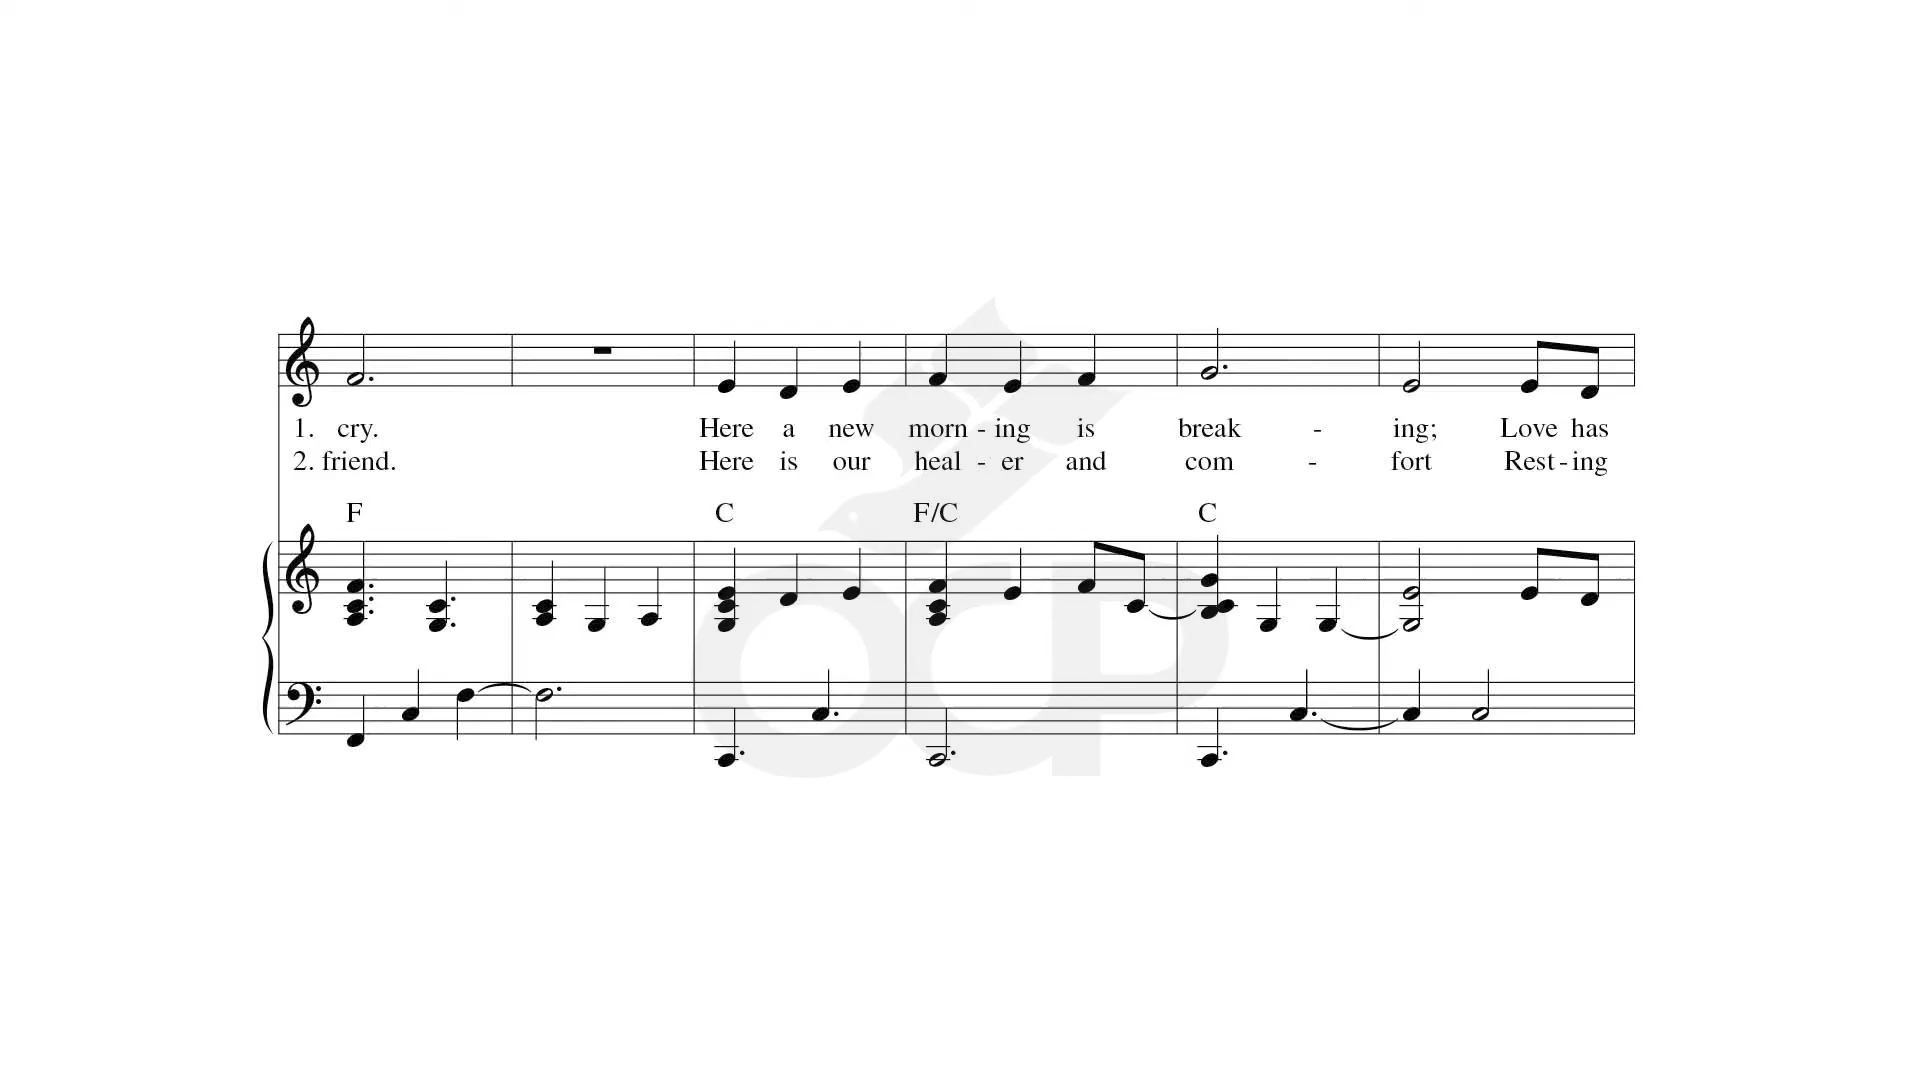 1. cry. Here a new morn - ing is break - ing; Love has
2. friend. Here is our heal - er and com - fort Rest - ing
F C F/C C
OCP